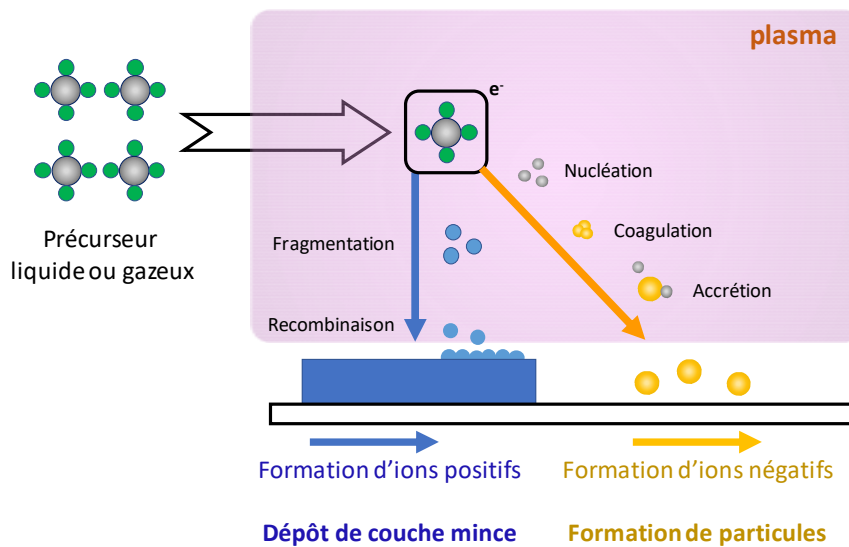 plasma
e-
Nucléation
Précurseur
liquide ou gazeux
Fragmentation
Coagulation
Accrétion
Recombinaison
Formation d’ions positifs
Formation d’ions négatifs
Dépôt de couche mince
Formation de particules